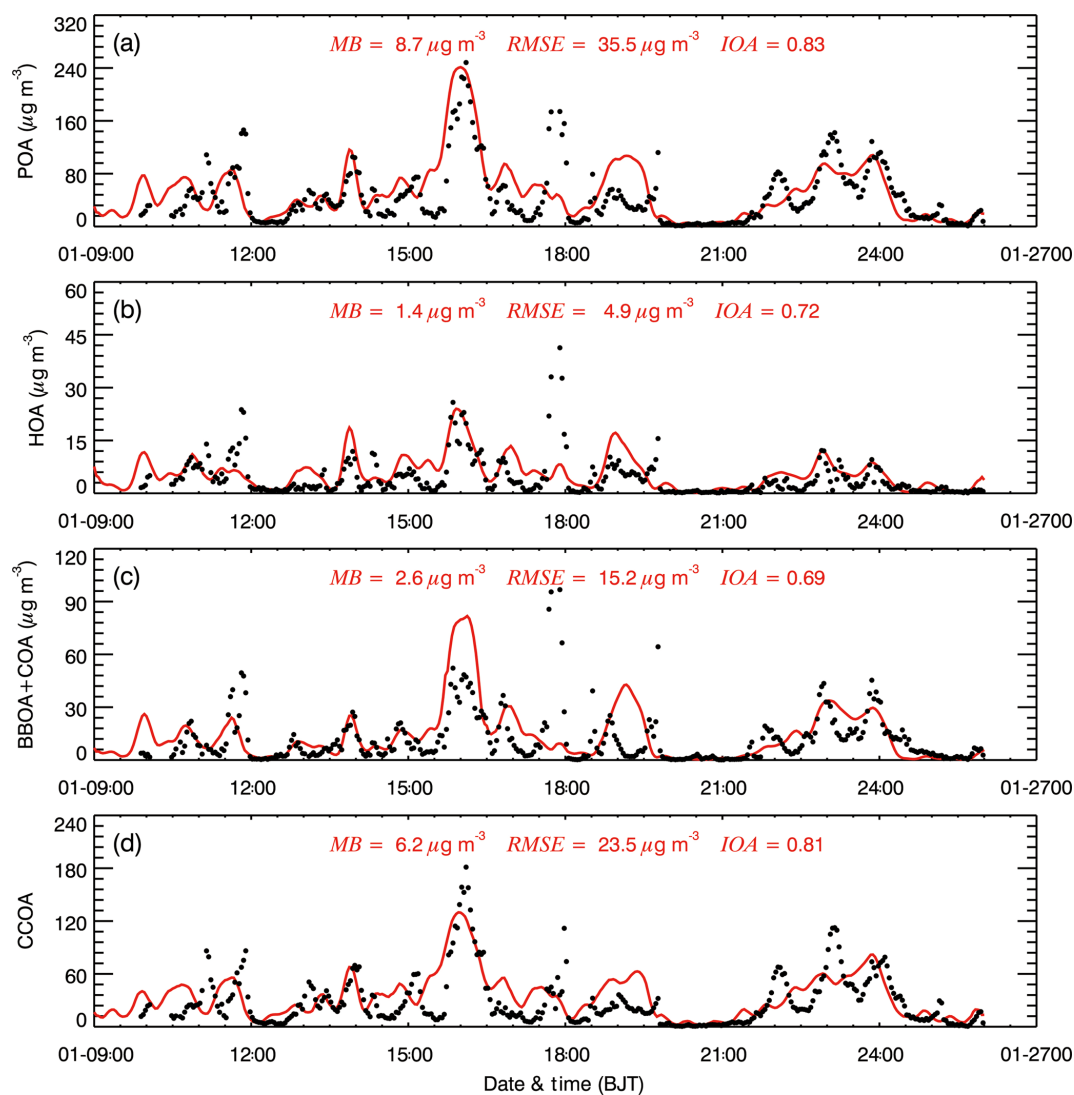 (a) MB = 8.7 µg m-3 RMSE = 35.5 µg m-3 IOA = 0.83
POA (µg m-3)
320
240
160
80
0
01-09:00 12:00 15:00 18:00 21:00 24:00 01-2700
(b) MB = 1.4 µg m-3 RMSE = 4.9 µg m-3 IOA = 0.72
HOA (µg m-3)
60
45
30
15
0
01-09:00 12:00 15:00 18:00 21:00 24:00 01-2700
(c) MB = 2.6 µg m-3 RMSE = 15.2 µg m-3 IOA = 0.69
BBOA+COA (µg m-3)
120
90
60
30
0
01-09:00 12:00 15:00 18:00 21:00 24:00 01-2700
(d) MB = 6.2 µg m-3 RMSE = 23.5 µg m-3 IOA = 0.81
CCOA
240
180
120
60
0
01-09:00 12:00 15:00 18:00 21:00 24:00 01-2700
Date & time (BJT)